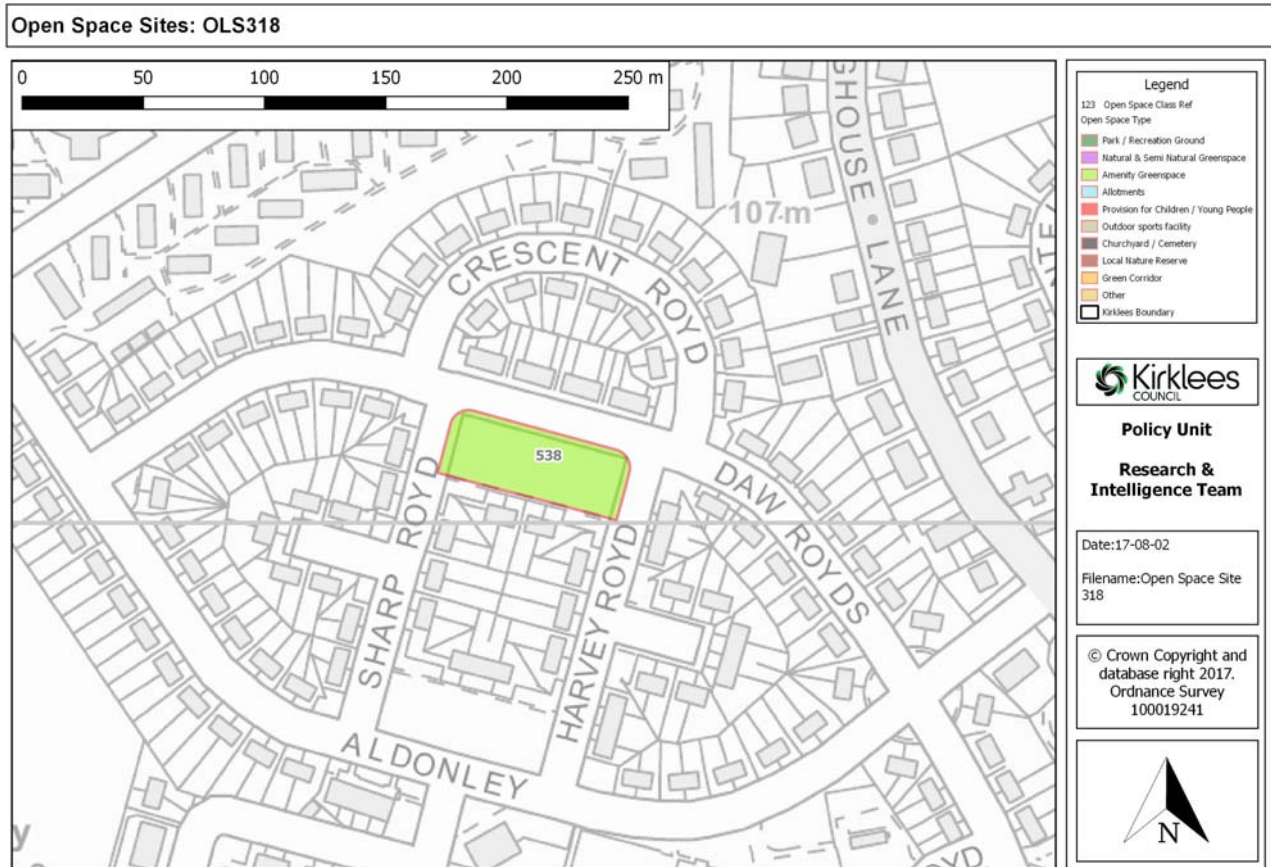 Open Space Sites: OLS318
0 50 100 150 200 250 m
GHOUSE LANE
107m
CRESCENT ROYD
538
DAW ROYDS
SHARP ROYD
HARVEY ROYD
ALDONLEY
Legend
123 Open Space Class Ref
Open Space Type
Park / Recreation Ground
Natural & Semi Natural Greenspace
Amenity Greenspace
Allotments
Provision for Children / Young People
Outdoor sports facility
Churchyard / Cemetery
Local Nature Reserve
Green Corridor
Other
Kirklees Boundary
Kirklees
COUNCIL
Policy Unit
Research &
Intelligence Team
Date:17-08-02
Filename:Open Space Site
318
© Crown Copyright and
database right 2017.
Ordnance Survey
100019241
N